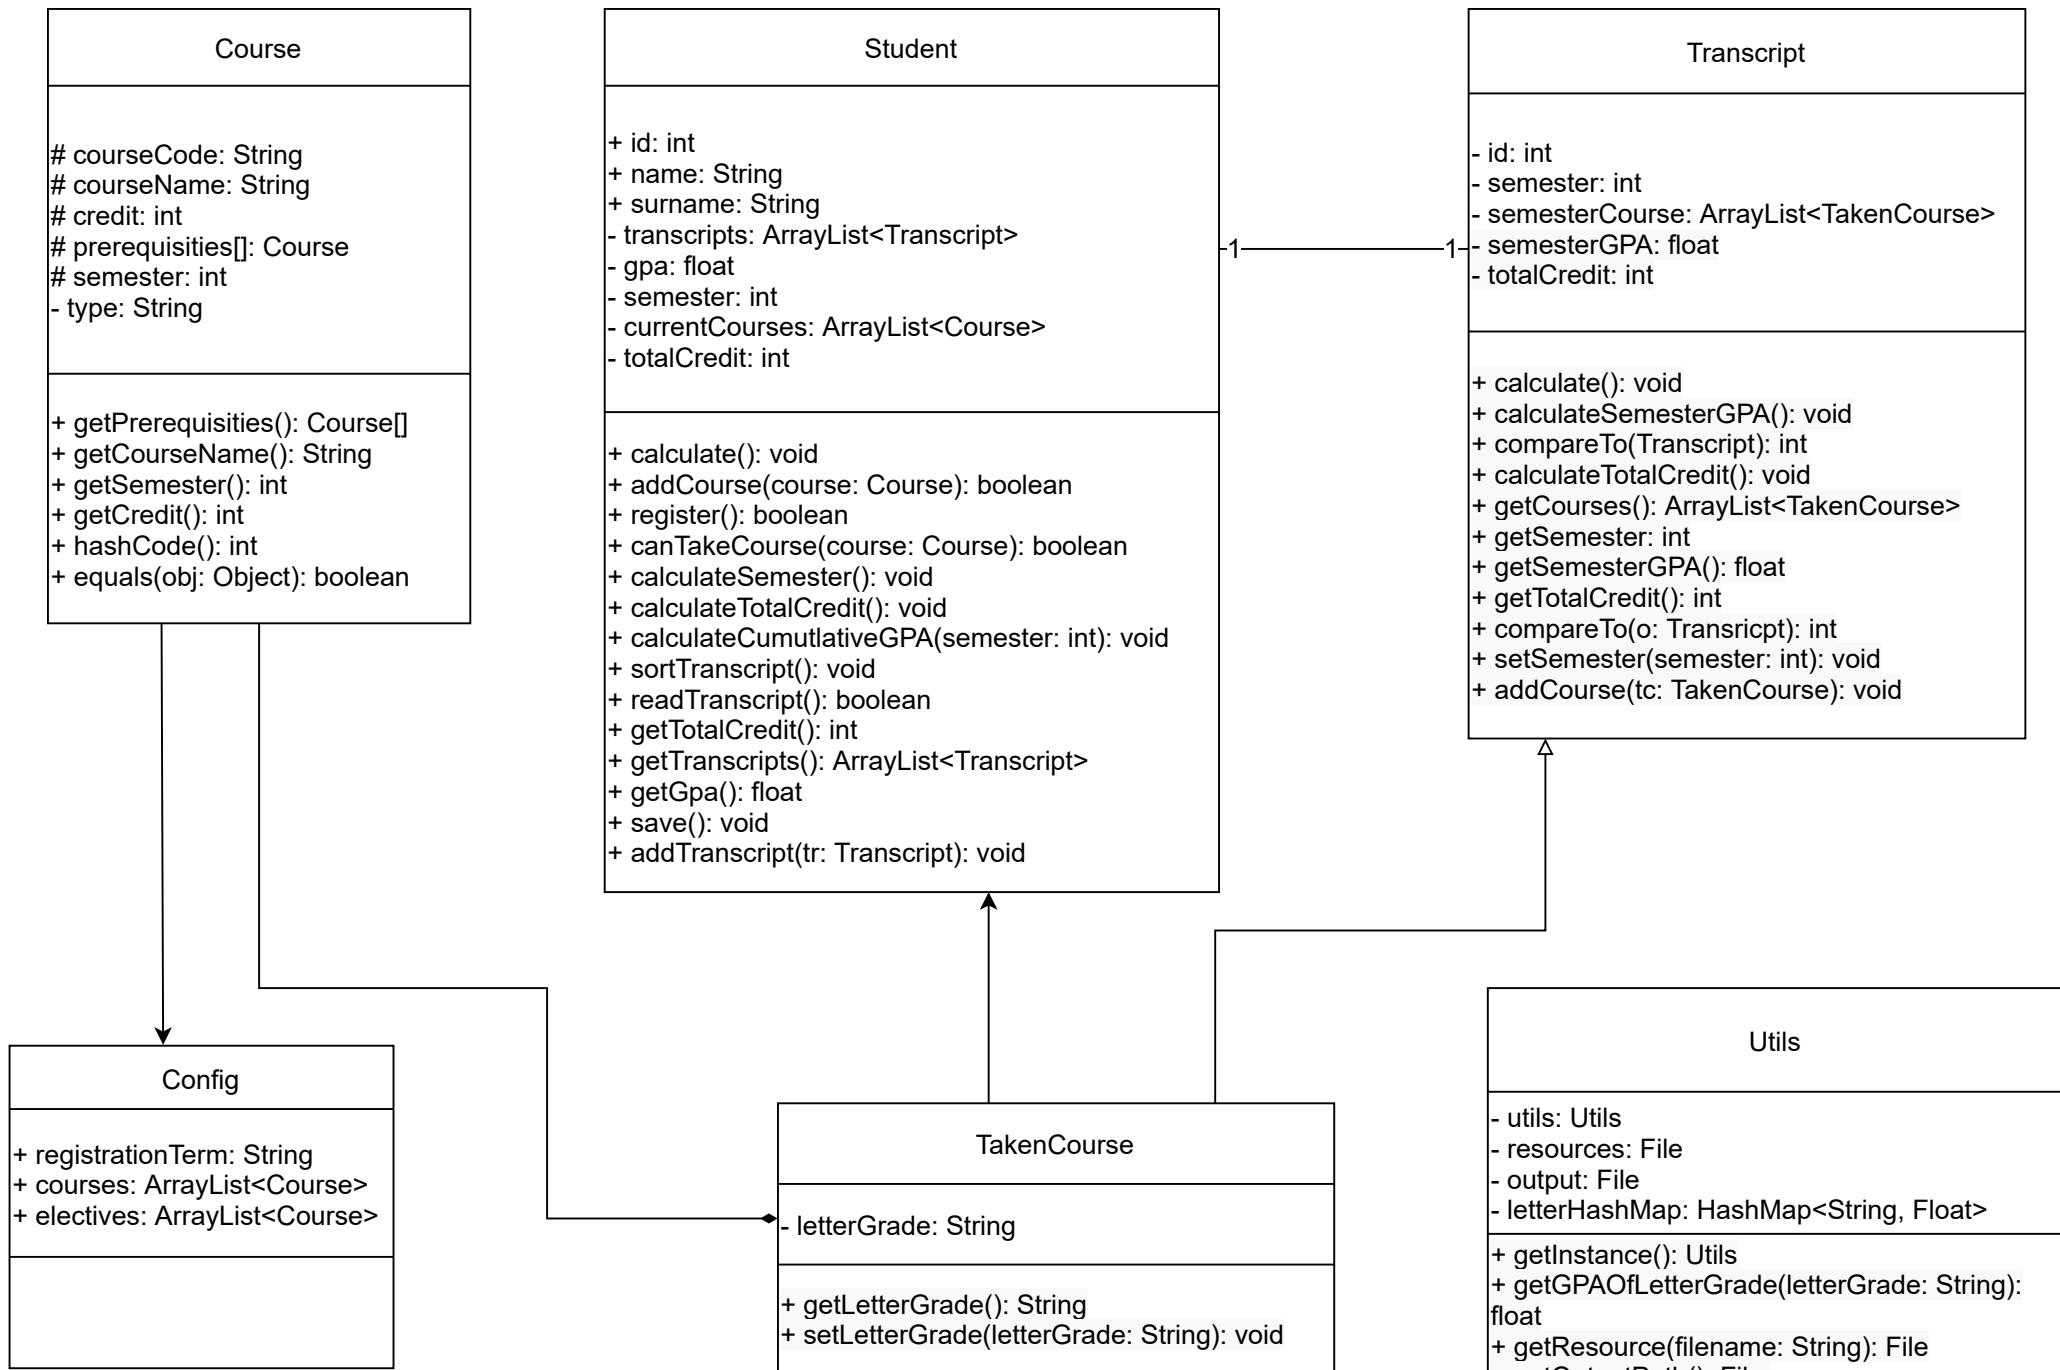 Course
# courseCode: String
# courseName: String
# credit: int
# prerequisities[]: Course
# semester: int
- type: String
+ getPrerequisities(): Course[]
+ getCourseName(): String
+ getSemester(): int
+ getCredit(): int
+ hashCode(): int
+ equals(obj: Object): boolean
Student
+ id: int
+ name: String
+ surname: String
- transcripts: ArrayList<Transcript>
- gpa: float
- semester: int
- currentCourses: ArrayList<Course>
- totalCredit: int
+ calculate(): void
+ addCourse(course: Course): boolean
+ register(): boolean
+ canTakeCourse(course: Course): boolean
+ calculateSemester(): void
+ calculateTotalCredit(): void
+ calculateCumutlativeGPA(semester: int): void
+ sortTranscript(): void
+ readTranscript(): boolean
+ getTotalCredit(): int
+ getTranscripts(): ArrayList<Transcript>
+ getGpa(): float
+ save(): void
+ addTranscript(tr: Transcript): void
1
1
Transcript
- id: int
- semester: int
- semesterCourse: ArrayList<TakenCourse>
- semesterGPA: float
- totalCredit: int
+ calculate(): void
+ calculateSemesterGPA(): void
+ compareTo(Transcript): int
+ calculateTotalCredit(): void
+ getCourses(): ArrayList<TakenCourse>
+ getSemester: int
+ getSemesterGPA(): float
+ getTotalCredit(): int
+ compareTo(o: Transricpt): int
+ setSemester(semester: int): void
+ addCourse(tc: TakenCourse): void
Config
+ registrationTerm: String
+ courses: ArrayList<Course>
+ electives: ArrayList<Course>
TakenCourse
- letterGrade: String
+ getLetterGrade(): String
+ setLetterGrade(letterGrade: String): void
Utils
- utils: Utils
- resources: File
- output: File
- letterHashMap: HashMap<String, Float>
+ getInstance(): Utils
+ getGPAOfLetterGrade(letterGrade: String):
float
+ getResource(filename: String): File